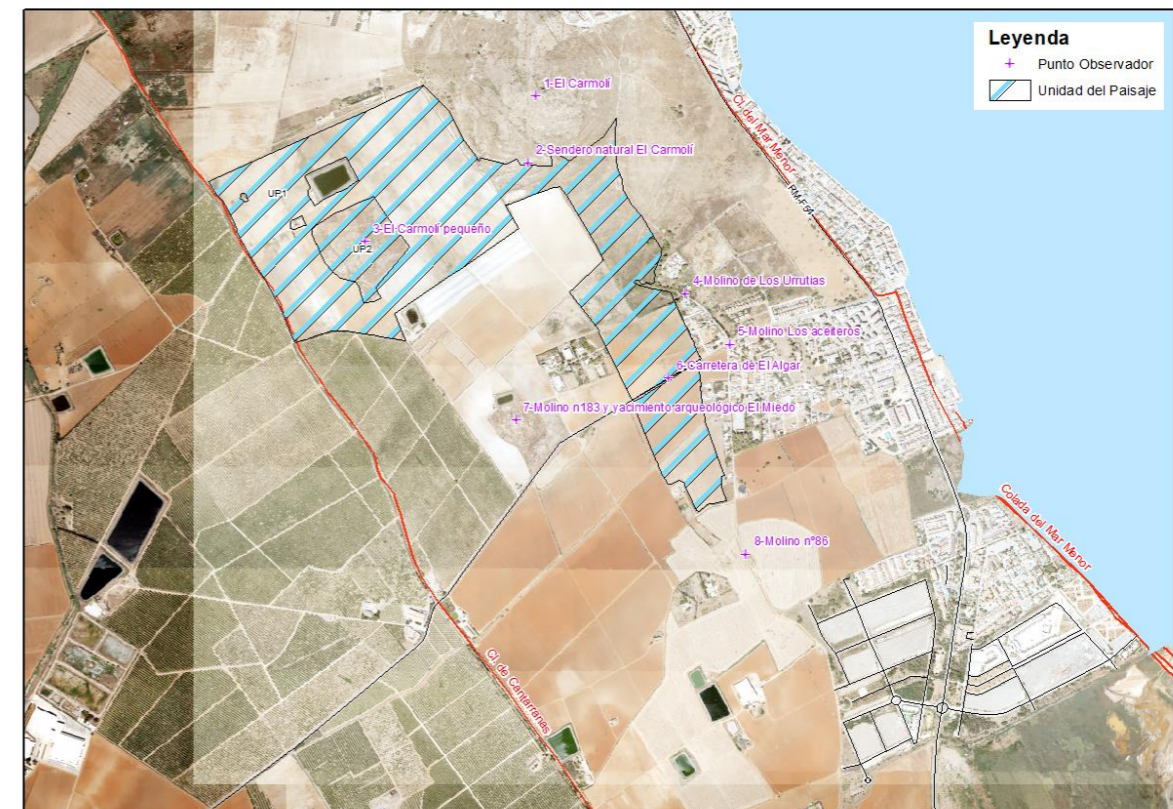 Leyenda
Punto Observador
Unidad del Paisaje
1-El Carmolí
Cl. del Mar Menor
2-Sendero natural El Carmolí
UP1
RM-F54
3-El Carmolí pequeño
UP2
4-Molino de Los Urrutias
5-Molino Los aceiteros
6-Carretera de El Algar
7-Molino n183 y yacimiento arqueológico El Miedo
Colada del Mar Menor
8-Molino nº86
Cl. de Cantarranas